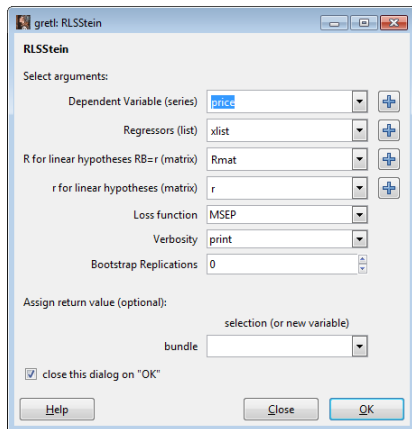 gretl: RLSStein
RLSStein
Select arguments:
Dependent Variable (series) price
Regressors (list) xlist
R for linear hypotheses RB=r (matrix) Rmat
r for linear hypotheses (matrix) r
Loss function MSEP
Verbosity print
Bootstrap Replications 0
Assign return value (optional):
selection (or new variable)
bundle
close this dialog on "OK"
Help Close OK